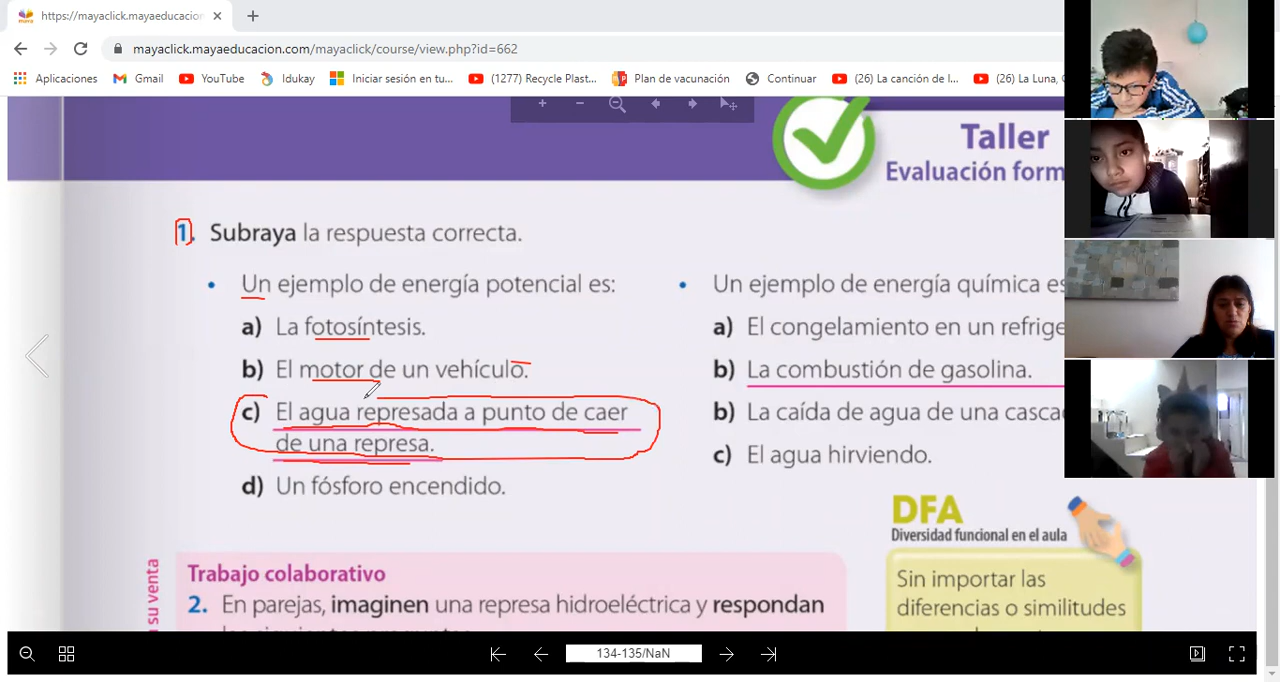 https://mayaclick.mayaeducacion
mayaclick.mayaeducacion.com/mayaclick/course/view.php?id=662
Aplicaciones Gmail YouTube Idukay Iniciar sesión en tu... (1277) Recycle Plast... Plan de vacunación Continuar (26) La canción de l... (26) La Luna,
Taller
Evaluación form
1. Subraya la respuesta correcta.
• Un ejemplo de energía potencial es:
a) La fotosíntesis.
b) El motor de un vehículo.
c) El agua represada a punto de caer
de una represa.
d) Un fósforo encendido.
• Un ejemplo de energía química es
a) El congelamiento en un refrige
b) La combustión de gasolina.
b) La caída de agua de una casca
c) El agua hirviendo.
DFA
Diversidad funcional en el aula
Sin importar las
diferencias o similitudes
su venta
Trabajo colaborativo
2. En parejas, imaginen una represa hidroeléctrica y respondan
134-135/NaN